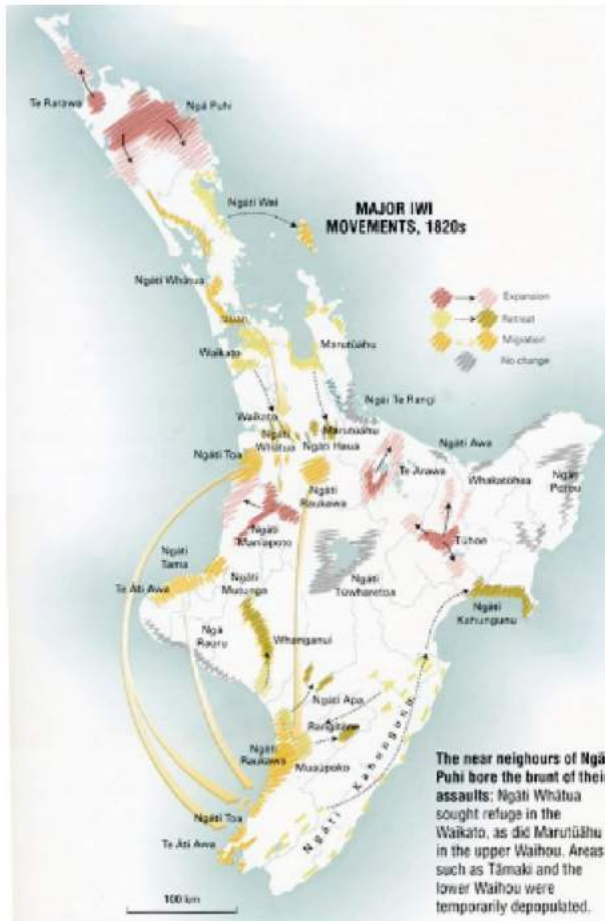 Te Rarawa
Ngā Puhi
Ngāti Wai
MAJOR IWI
MOVEMENTS, 1820s
Ngāti Whātua
Expansion
Retreat
Migration
No change
Waikato
Marutūāhu
Ngāi Te Rangi
Waikato
Ngāti
Whātua
Marutūāhu
Ngāti Haua
Ngāti Awa
Ngāti Toa
Te Arawa
Whakatōhea
Ngāti
Porou
Ngāti
Raukawa
Ngāti
Maniapoto
Tūhoe
Ngāti
Tama
Te Āti Awa
Ngāti
Mutunga
Ngāti
Tūwharetoa
Ngāti
Kahungunu
Ngā
Rauru
Whanganui
Ngāti Apa
Rangitāne
Ngāti
Raukawa
Muaūpoko
Ngāti Kahungunu
Ngāti Toa
Te Āti Awa
100 km
The near neighours of Ngā
Puhi bore the brunt of their
assaults: Ngāti Whātua
sought refuge in the
Waikato, as did Marutūāhu
in the upper Waihou. Areas
such as Tāmaki and the
lower Waihou were
temporarily depopulated.